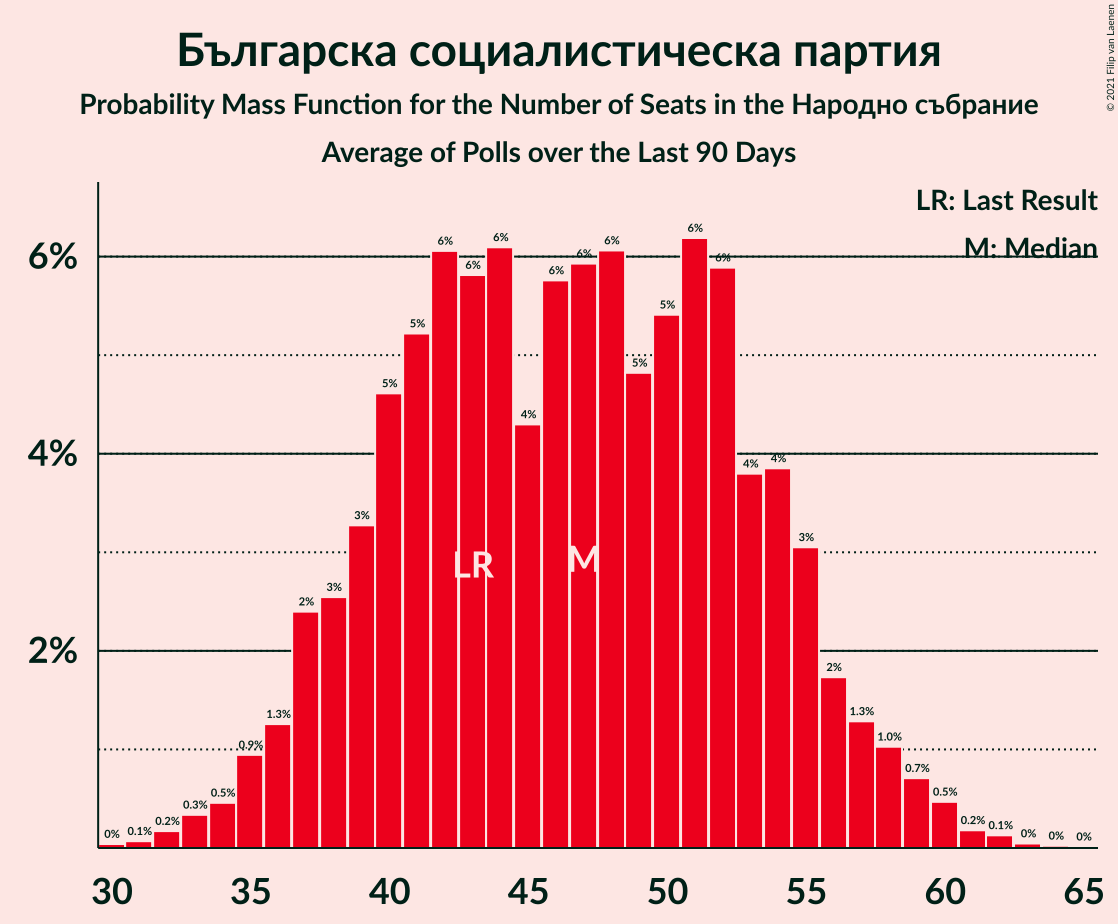 Българска социалистическа партия
Probability Mass Function for the Number of Seats in the Народно събрание
Average of Polls over the Last 90 Days
© 2021 Filip van Laenen
LR: Last Result
M: Median
6%
4%
2%
0% 0.1% 0.2% 0.3% 0.5% 0.9% 1.3% 2% 3% 3% 5% 5% 6% 6% 6% 4% 6% 6% 6% 5% 5% 6% 6% 4% 4% 3% 2% 1.3% 1.0% 0.7% 0.5% 0.2% 0.1% 0% 0% 0%
LR M
30 35 40 45 50 55 60 65